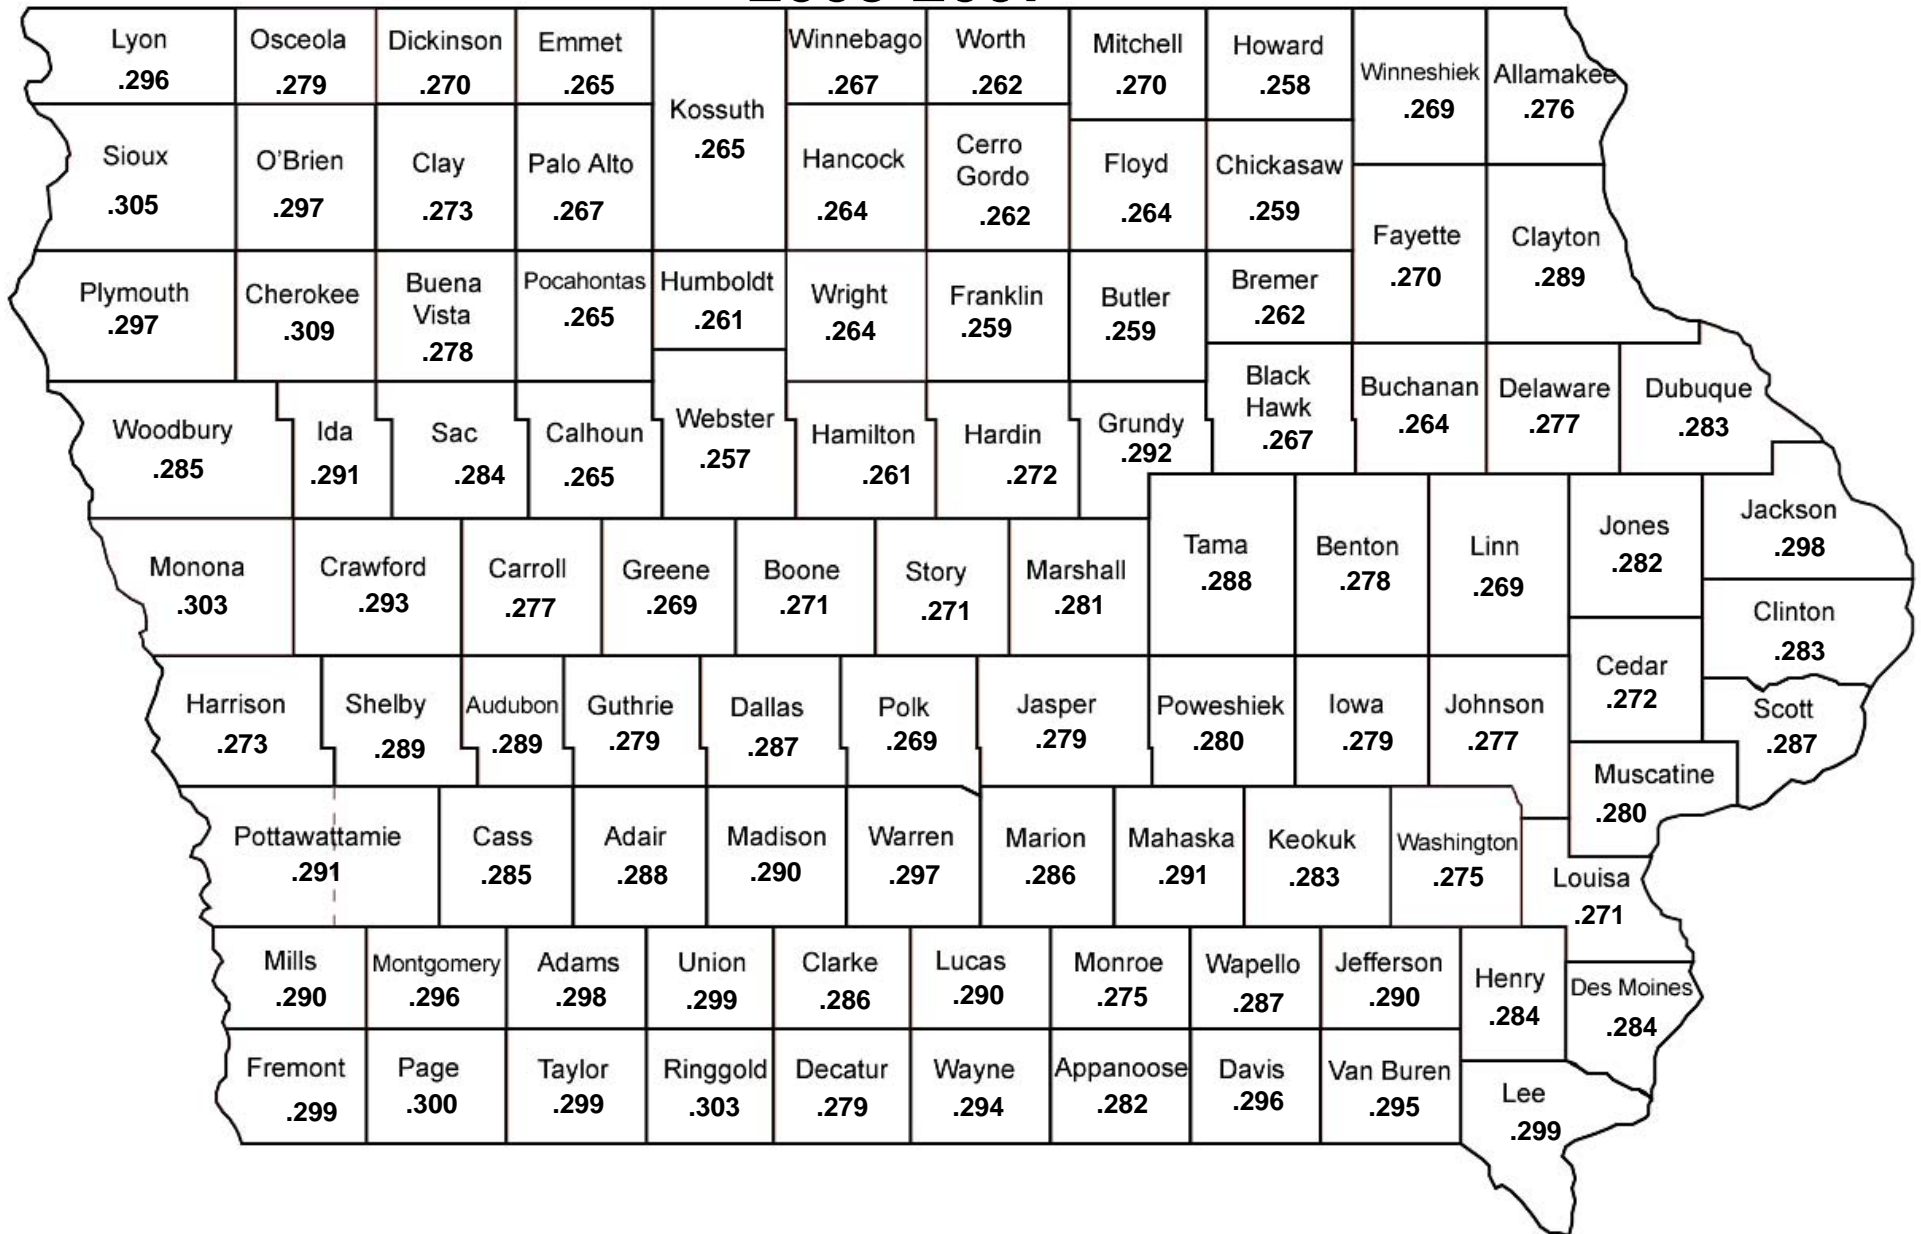 Lyon
.296
Osceola
.279
Dickinson
.270
Emmet
.265
Kossuth
.265
Winnebago
.267
Worth
.262
Mitchell
.270
Howard
.258
Winneshiek
.269
Allamakee
.276
Sioux
.305
O'Brien
.297
Clay
.273
Palo Alto
.267
Hancock
.264
Cerro
Gordo
.262
Floyd
.264
Chickasaw
.259
Fayette
.270
Clayton
.289
Plymouth
.297
Cherokee
.309
Buena
Vista
.278
Pocahontas
.265
Humboldt
.261
Wright
.264
Franklin
.259
Butler
.259
Bremer
.262
Woodbury
.285
Ida
.291
Sac
.284
Calhoun
.265
Webster
.257
Hamilton
.261
Hardin
.272
Grundy
.292
Black
Hawk
.267
Buchanan
.264
Delaware
.277
Dubuque
.283
Monona
.303
Crawford
.293
Carroll
.277
Greene
.269
Boone
.271
Story
.271
Marshall
.281
Tama
.288
Benton
.278
Linn
.269
Jones
.282
Jackson
.298
Clinton
.283
Harrison
.273
Shelby
.289
Audubon
.289
Guthrie
.279
Dallas
.287
Polk
.269
Jasper
.279
Poweshiek
.280
Iowa
.279
Johnson
.277
Cedar
.272
Scott
.287
Muscatine
.280
Pottawattamie
.291
Cass
.285
Adair
.288
Madison
.290
Warren
.297
Marion
.286
Mahaska
.291
Keokuk
.283
Washington
.275
Louisa
.271
Mills
.290
Montgomery
.296
Adams
.298
Union
.299
Clarke
.286
Lucas
.290
Monroe
.275
Wapello
.287
Jefferson
.290
Henry
.284
Des Moines
.284
Fremont
.299
Page
.300
Taylor
.299
Ringgold
.303
Decatur
.279
Wayne
.294
Appanoose
.282
Davis
.296
Van Buren
.295
Lee
.299